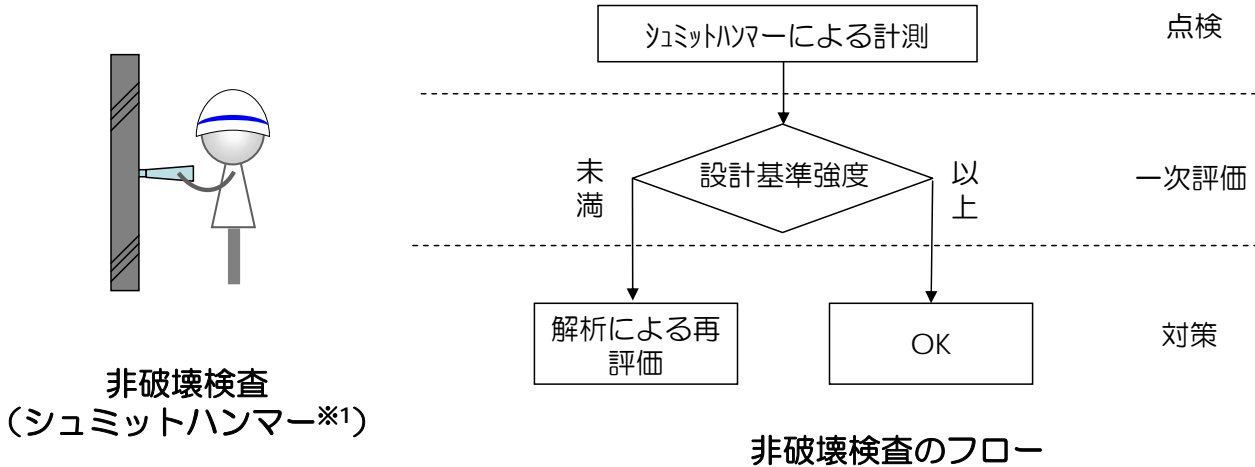 ｼｭﾐｯﾄﾊﾝﾏｰによる計測
点検
未満
設計基準強度
以上
一次評価
解析による再
評価
OK
対策
非破壊検査
（シュミットハンマー※1）
非破壊検査のフロー